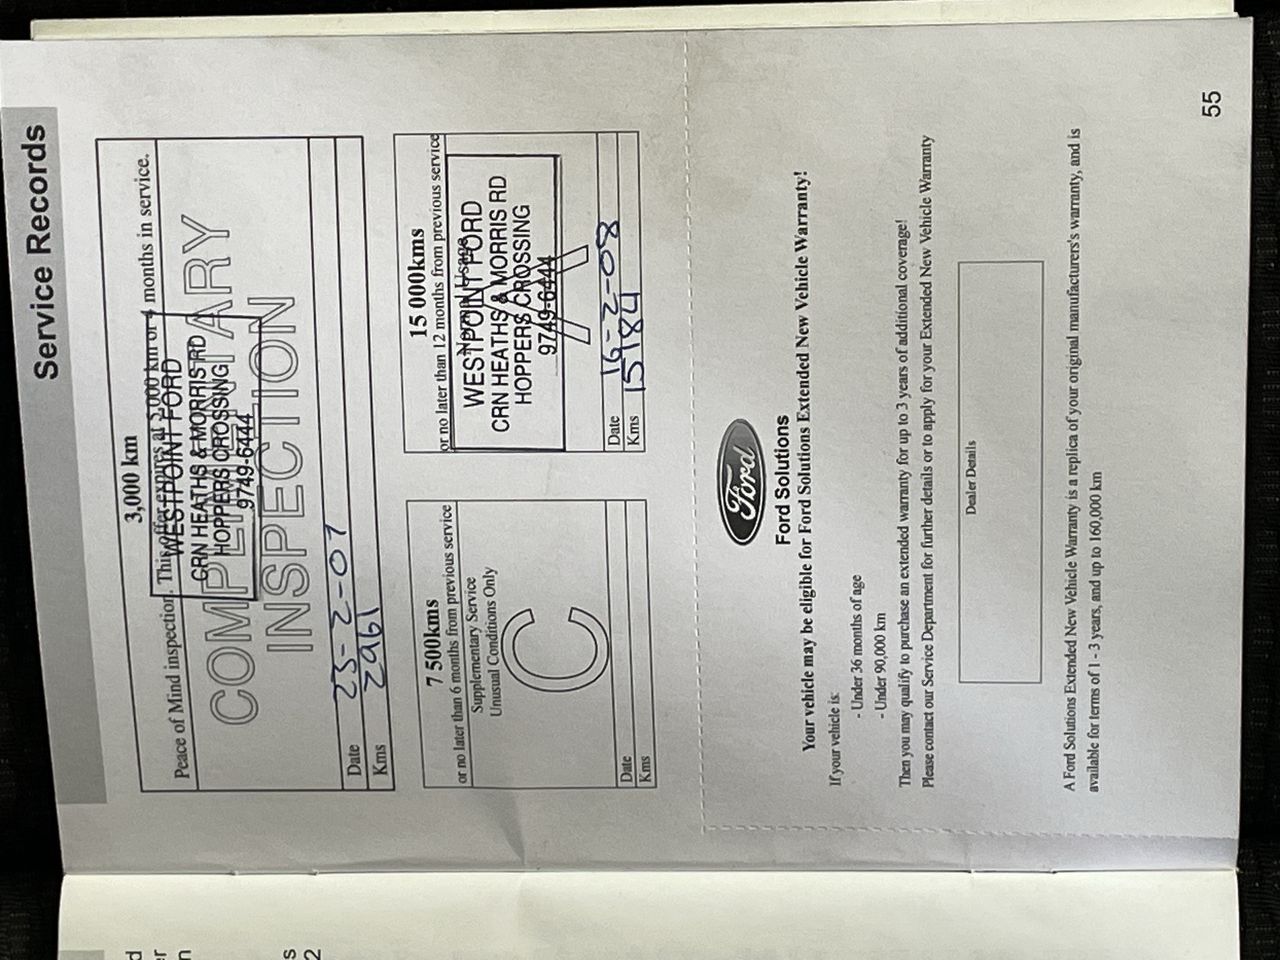 Service Records
3,000 km
Peace of Mind inspection. This offer expires at 5,000 km or 4 months in service.
COMPLIMENTARY
INSPECTION
WESTPOINT FORD
CRN HEATHS & MORRIS RD
HOPPERS CROSSING
9749-6444
Date 23-2-07
Kms 2961
7 500kms
or no later than 6 months from previous service
Supplementary Service
Unusual Conditions Only
C
Date
Kms
15 000kms
or no later than 12 months from previous service
Normal Usage
WESTPOINT FORD
CRN HEATHS & MORRIS RD
HOPPERS CROSSING
9749-6444
A
Date 16-2-08
Kms 15984
Ford
Ford Solutions
Your vehicle may be eligible for Ford Solutions Extended New Vehicle Warranty!
If your vehicle is:
- Under 36 months of age
- Under 90,000 km
Then you may qualify to purchase an extended warranty for up to 3 years of additional coverage!
Please contact our Service Department for further details or to apply for your Extended New Vehicle Warranty
Dealer Details
A Ford Solutions Extended New Vehicle Warranty is a replica of your original manufacturers's warranty, and is
available for terms of 1 - 3 years, and up to 160,000 km
55